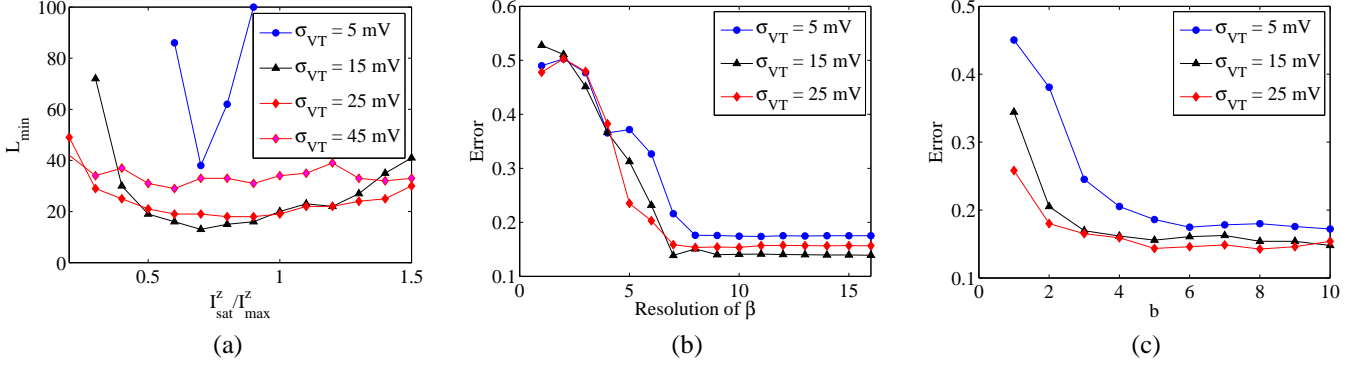 100
80
60
40
20
0
L_min
0.5
1
1.5
I^z_sat/I^z_max
σ_VT = 5 mV
σ_VT = 15 mV
σ_VT = 25 mV
σ_VT = 45 mV
(a)
0.6
0.5
0.4
0.3
0.2
0.1
Error
0
5
10
15
Resolution of β
σ_VT = 5 mV
σ_VT = 15 mV
σ_VT = 25 mV
(b)
0.5
0.4
0.3
0.2
0.1
Error
0
2
4
6
8
10
b
σ_VT = 5 mV
σ_VT = 15 mV
σ_VT = 25 mV
(c)